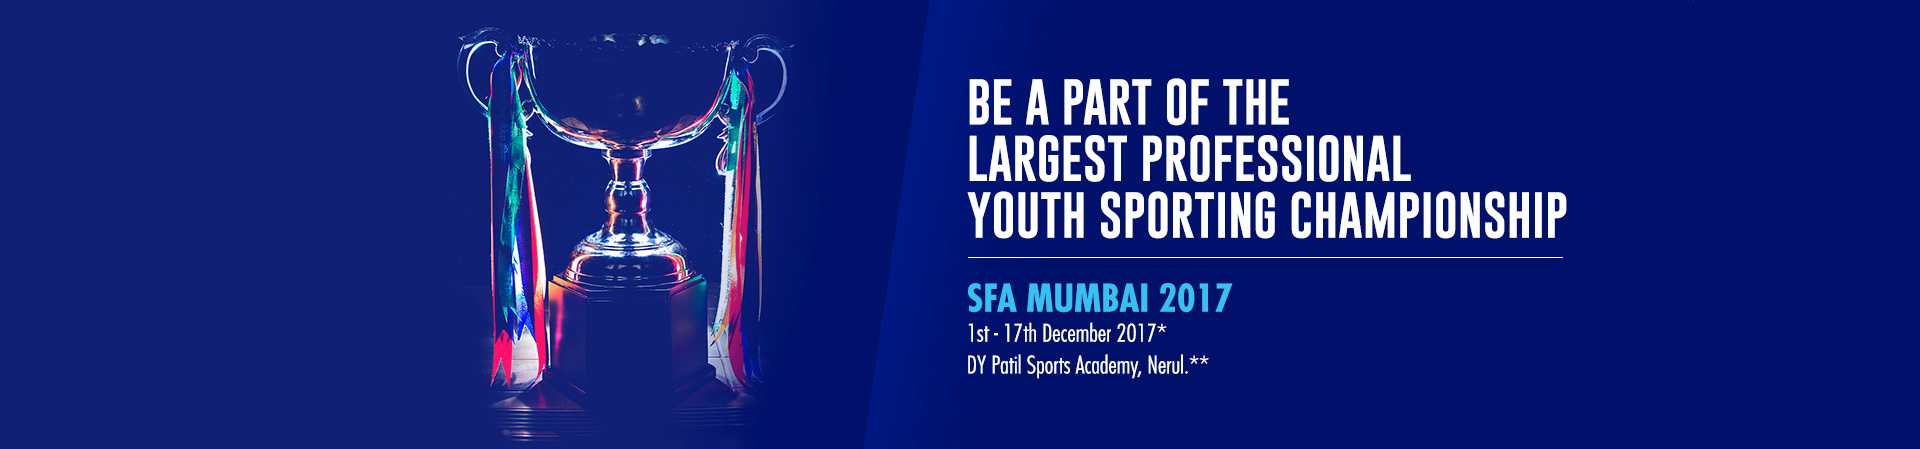 BE A PART OF THE
LARGEST PROFESSIONAL
YOUTH SPORTING CHAMPIONSHIP
SFA MUMBAI 2017
1st - 17th December 2017*
DY Patil Sports Academy, Nerul.**